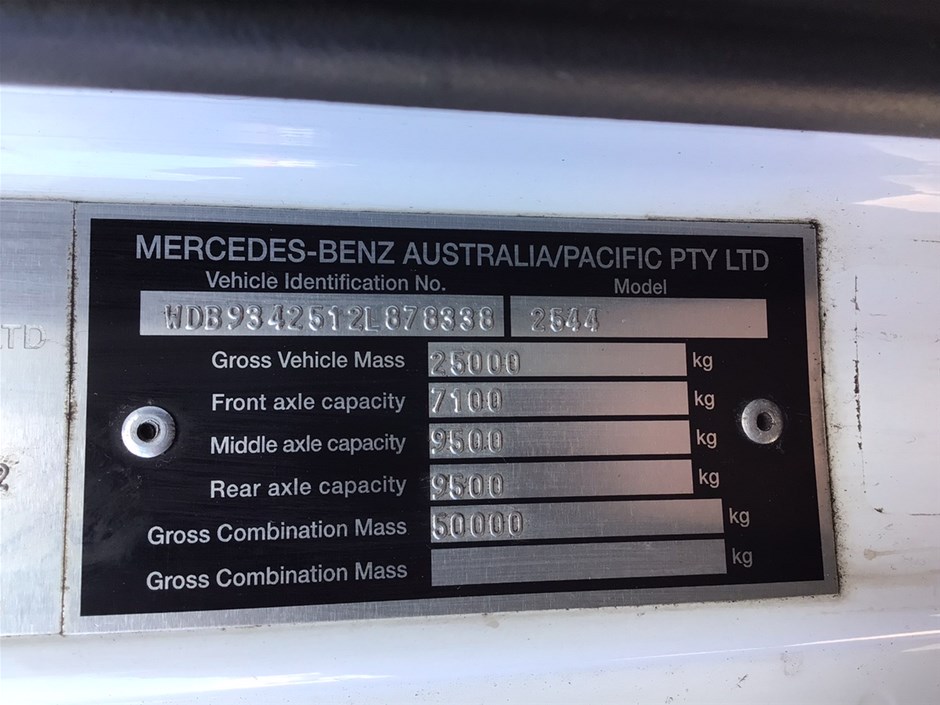 MERCEDES-BENZ AUSTRALIA/PACIFIC PTY LTD
Vehicle Identification No. Model
WDB9342512L878338 2544
Gross Vehicle Mass 25000 kg
Front axle capacity 7100 kg
Middle axle capacity 9500 kg
Rear axle capacity 9500 kg
Gross Combination Mass 50000 kg
Gross Combination Mass kg
LTD
2